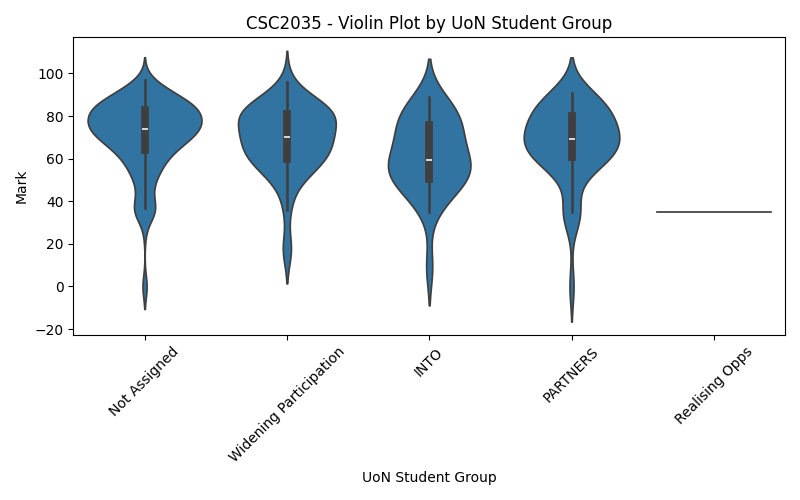 CSC2035 - Violin Plot by UoN Student Group
100
80
60
40
20
0
−20
Mark
Not Assigned
Widening Participation
INTO
PARTNERS
Realising Opps
UoN Student Group